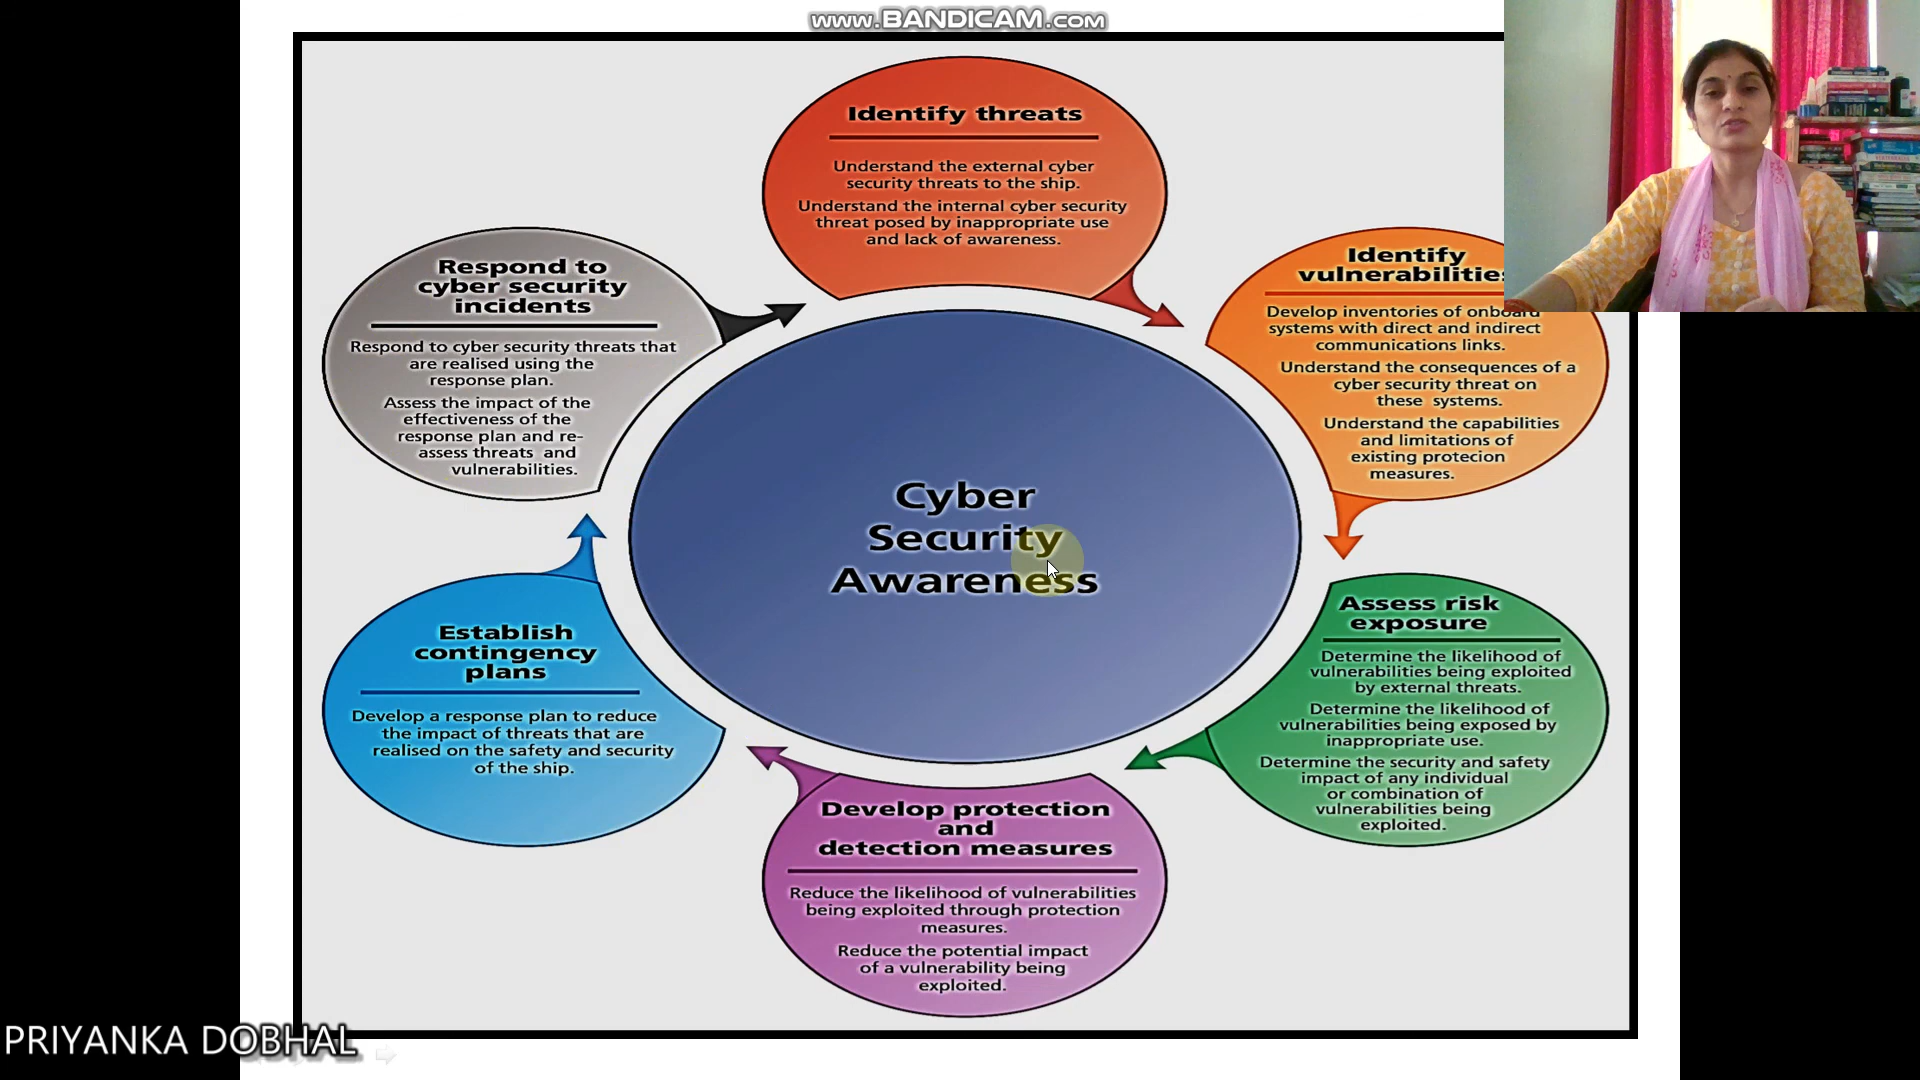 www.BANDICAM.com
Identify threats
Understand the external cyber
security threats to the ship.
Understand the internal cyber security
threat posed by inappropriate use
and lack of awareness.
Identify
vulnerabilities
Develop inventories of onboard
systems with direct and indirect
communications links.
Understand the consequences of a
cyber security threat on
these systems.
Understand the capabilities
and limitations of
existing protecion
measures.
Assess risk
exposure
Determine the likelihood of
vulnerabilities being exploited
by external threats.
Determine the likelihood of
vulnerabilities being exposed by
inappropriate use.
Determine the security and safety
impact of any individual
or combination of
vulnerabilities being
exploited.
Develop protection
and
detection measures
Reduce the likelihood of vulnerabilities
being exploited through protection
measures.
Reduce the potential impact
of a vulnerability being
exploited.
Establish
contingency
plans
Develop a response plan to reduce
the impact of threats that are
realised on the safety and security
of the ship.
Respond to
cyber security
incidents
Respond to cyber security threats that
are realised using the
response plan.
Assess the impact of the
effectiveness of the
response plan and re-
assess threats and
vulnerabilities.
Cyber
Security
Awareness
PRIYANKA DOBHAL